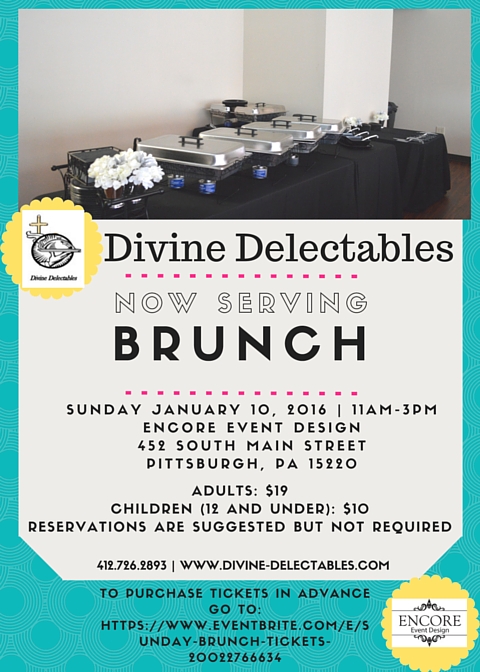 Divine Delectables
Divine Delectables
NOW SERVING
BRUNCH
SUNDAY JANUARY 10, 2016 | 11AM-3PM
ENCORE EVENT DESIGN
452 SOUTH MAIN STREET
PITTSBURGH, PA 15220
ADULTS: $19
CHILDREN (12 AND UNDER): $10
RESERVATIONS ARE SUGGESTED BUT NOT REQUIRED
412.726.2893 | WWW.DIVINE-DELECTABLES.COM
TO PURCHASE TICKETS IN ADVANCE
GO TO:
HTTPS://WWW.EVENTBRITE.COM/E/S
UNDAY-BRUNCH-TICKETS-
20022766634
ENCORE
Event Design